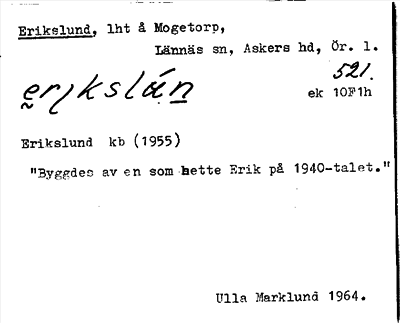 Erikslund, lht å Mogetorp,
Lännäs sn, Askers hd, Ör. l.
521.
ek 10F1h
Erikslund kb (1955)
"Byggdes av en som hette Erik på 1940-talet."
Ulla Marklund 1964.